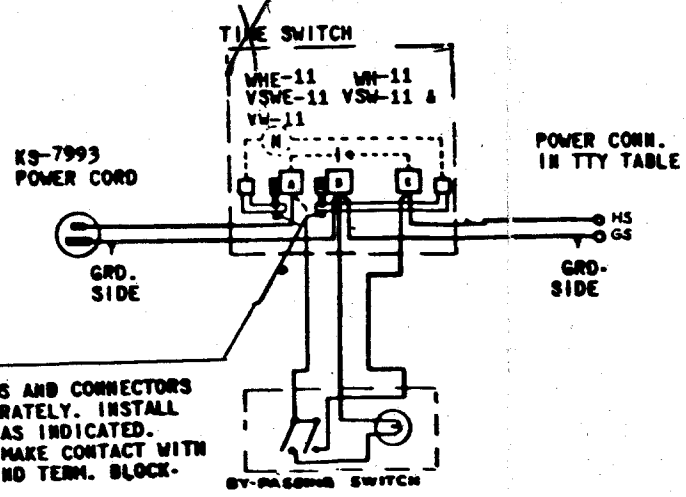 TIME SWITCH
WHE-11 WH-11
VSWE-11 VSW-11 &
VW-11
M
KS-7993
POWER CORD
POWER CONN.
IN TTY TABLE
A B C
HS
GS
GRD.
SIDE
GRD.
SIDE
S AND CONNECTORS
RATELY. INSTALL
AS INDICATED.
MAKE CONTACT WITH
ND TERM. BLOCK.
BY-PASSING SWITCH